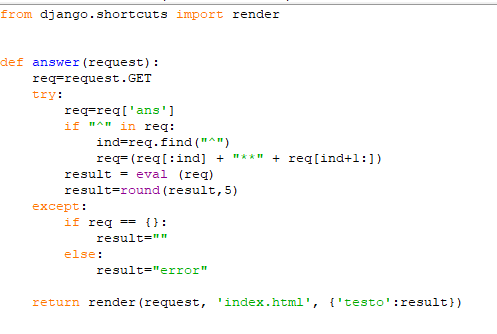 from django.shortcuts import render
def answer(request):
    req=request.GET
    try:
        req=req['ans']
        if "^" in req:
            ind=req.find("^")
            req=(req[:ind] + "**" + req[ind+1:])
        result = eval (req)
        result=round(result,5)
    except:
        if req == {}:
            result=""
        else:
            result="error"
    return render(request, 'index.html', {'testo':result})